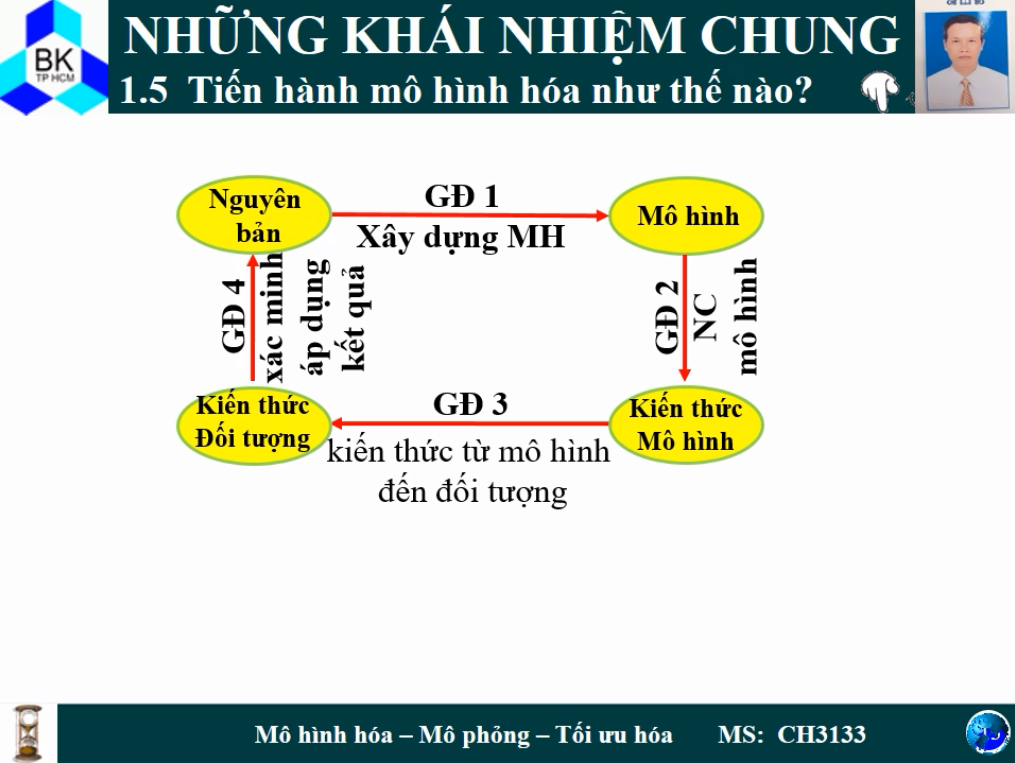 BK
TP HCM
NHỮNG KHÁI NIỆM CHUNG
1.5 Tiến hành mô hình hóa như thế nào?
Nguyên
bản
GĐ 1
Xây dựng MH
Mô hình
GĐ 2
NC
mô hình
Kiến thức
Mô hình
GĐ 3
kiến thức từ mô hình
đến đối tượng
Kiến thức
Đối tượng
GĐ 4
xác minh
áp dụng
kết quả
Mô hình hóa – Mô phỏng – Tối ưu hóa MS: CH3133